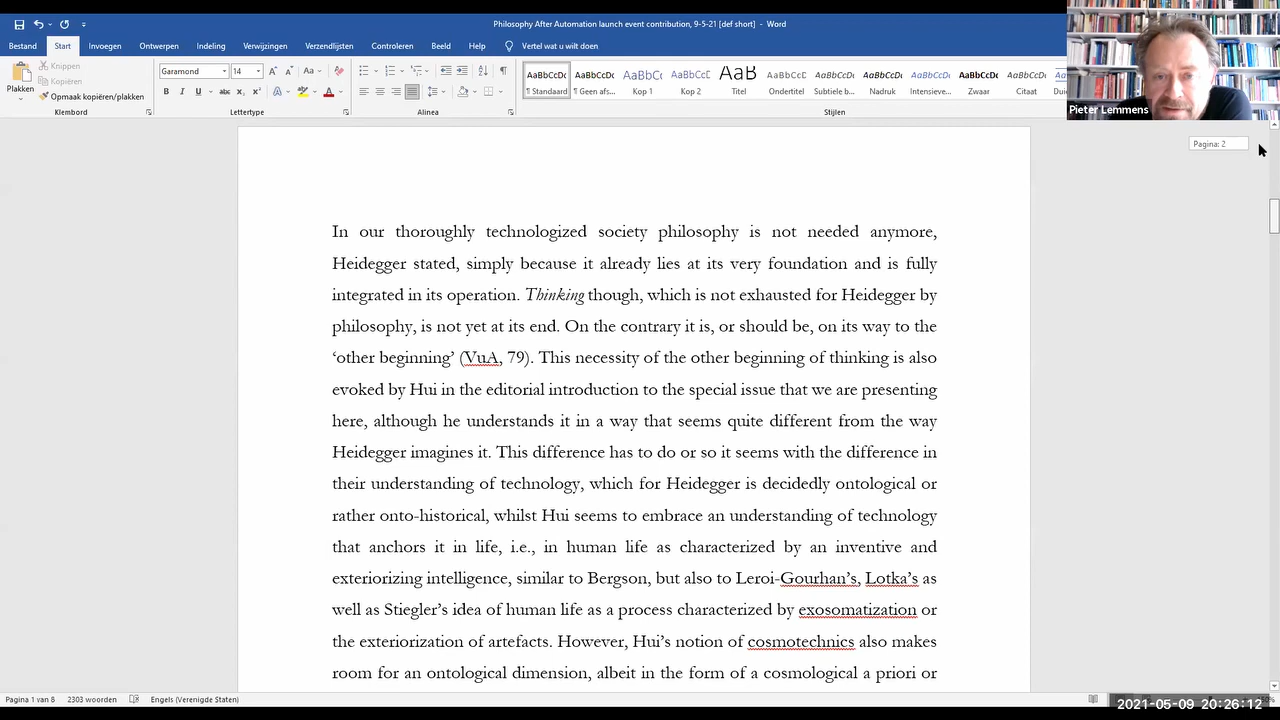 Philosophy After Automation launch event contribution, 9-5-21 [def short] - Word
Bestand Start Invoegen Ontwerpen Indeling Verwijzingen Verzendlijsten Controleren Beeld Help Vertel wat u wilt doen
Plakken
Knippen
Kopiëren
Opmaak kopiëren/plakken
Klembord
Garamond 14
Lettertype
Alinea
AaBbCcDc AaBbCcDc AaBbCcC AaBbCcC AaB AaBbCcC AaBbCcDc AaBbCcDc AaBbCcDc AaBbCcDc AaBbCcDc
¶ Standaard ¶ Geen afs... Kop 1 Kop 2 Titel Ondertitel Subtiele b... Nadruk Intensieve... Zwaar Citaat
Stijlen
Pieter Lemmens
Pagina: 2
In our thoroughly technologized society philosophy is not needed anymore,
Heidegger stated, simply because it already lies at its very foundation and is fully
integrated in its operation. Thinking though, which is not exhausted for Heidegger by
philosophy, is not yet at its end. On the contrary it is, or should be, on its way to the
‘other beginning’ (VuA, 79). This necessity of the other beginning of thinking is also
evoked by Hui in the editorial introduction to the special issue that we are presenting
here, although he understands it in a way that seems quite different from the way
Heidegger imagines it. This difference has to do or so it seems with the difference in
their understanding of technology, which for Heidegger is decidedly ontological or
rather onto-historical, whilst Hui seems to embrace an understanding of technology
that anchors it in life, i.e., in human life as characterized by an inventive and
exteriorizing intelligence, similar to Bergson, but also to Leroi-Gourhan’s, Lotka’s as
well as Stiegler’s idea of human life as a process characterized by exosomatization or
the exteriorization of artefacts. However, Hui’s notion of cosmotechnics also makes
room for an ontological dimension, albeit in the form of a cosmological a priori or
Pagina 1 van 8 2303 woorden Engels (Verenigde Staten)
2021-05-09 20:26:12